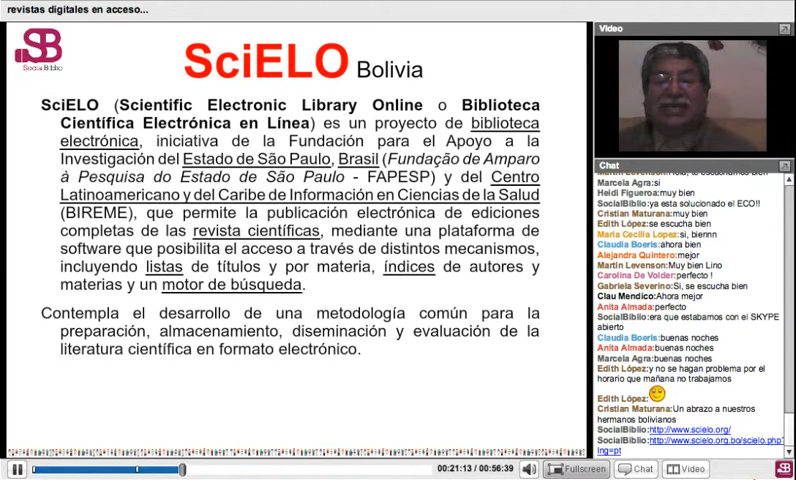 revistas digitales en acceso...
SB
SocialBiblio
SciELO Bolivia
SciELO (Scientific Electronic Library Online o Biblioteca
Científica Electrónica en Línea) es un proyecto de biblioteca
electrónica, iniciativa de la Fundación para el Apoyo a la
Investigación del Estado de São Paulo, Brasil (Fundação de Amparo
à Pesquisa do Estado de São Paulo - FAPESP) y del Centro
Latinoamericano y del Caribe de Información en Ciencias de la Salud
(BIREME), que permite la publicación electrónica de ediciones
completas de las revista científicas, mediante una plataforma de
software que posibilita el acceso a través de distintos mecanismos,
incluyendo listas de títulos y por materia, índices de autores y
materias y un motor de búsqueda.
Contempla el desarrollo de una metodología común para la
preparación, almacenamiento, diseminación y evaluación de la
literatura científica en formato electrónico.
Video
Chat
Marcela Agra:si
Heidi Figueroa:muy bien
SocialBiblio:ya esta solucionado el ECO!!
Cristian Maturana:muy bien
Edith López:se escucha bien
Maria Cecilia Lopez:si, biennn
Claudia Boeris:ahora bien
Alejandra Quintero:mejor
Martin Levenson:Muy bien Lino
Carolina De Volder:perfecto !
Gabriela Severino:Si, se escucha bien
Clau Mendico:Ahora mejor
Anita Almada:perfecto
SocialBiblio:era que estabamos con el SKYPE
abierto
Claudia Boeris:buenas noches
Anita Almada:buenas noches
Marcela Agra:buenas noches
Edith López:y no se hagan problema por el
horario que mañana no trabajamos
Edith López:
Cristian Maturana:Un abrazo a nuestros
hermanos bolivianos
SocialBiblio:http://www.scielo.org/
SocialBiblio:http://www.scielo.org.bo/scielo.php?
lng=pt
00:21:13 / 00:56:39
Fullscreen
Chat
Video
SB